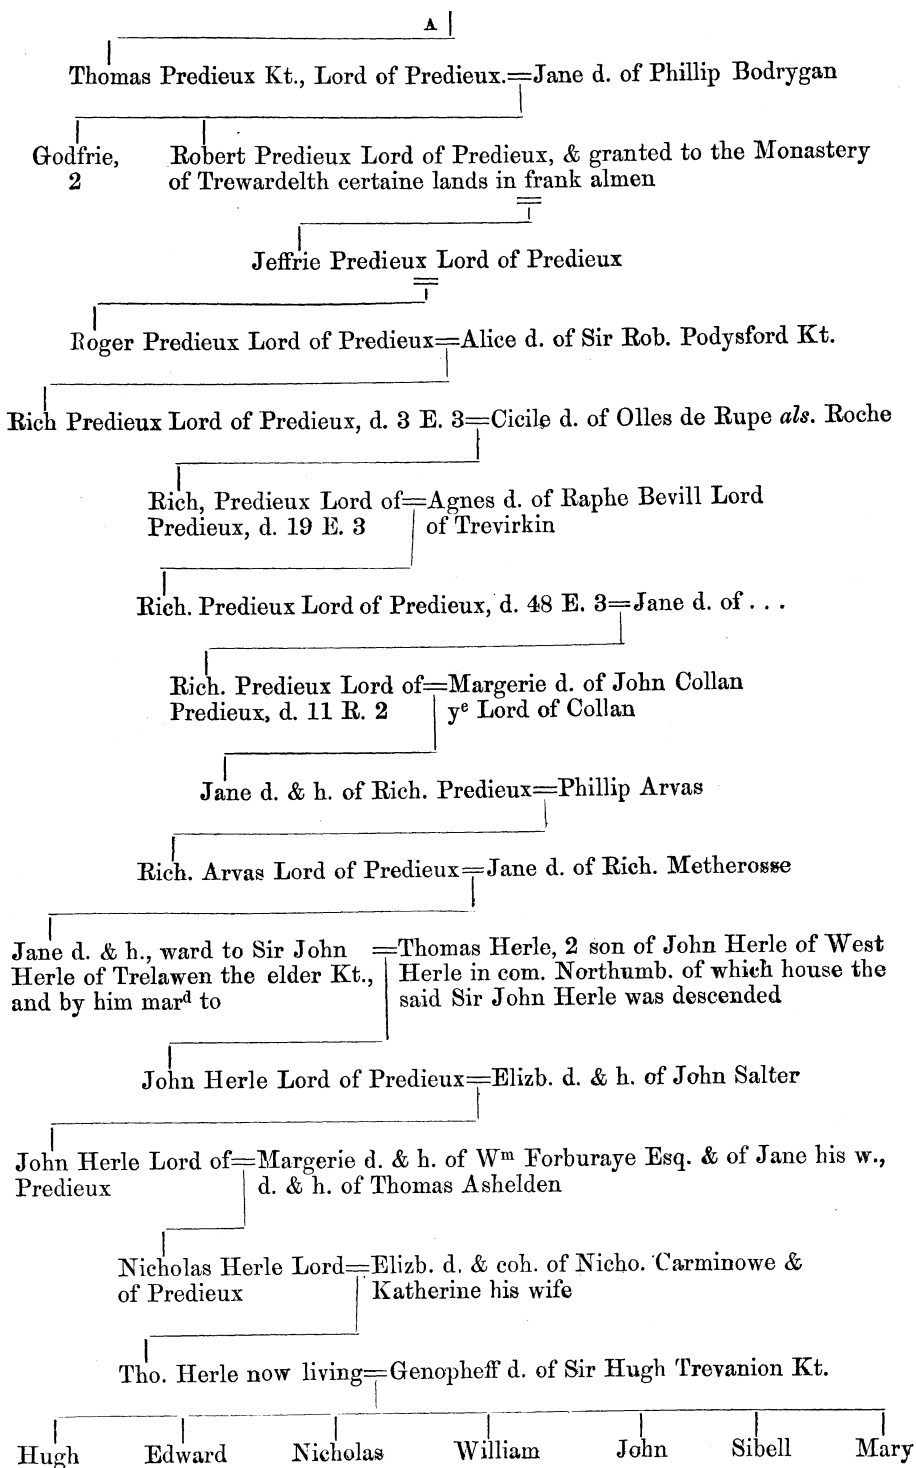 A
Thomas Predieux Kt., Lord of Predieux.=Jane d. of Phillip Bodrygan
Godfrie,
2
Robert Predieux Lord of Predieux, & granted to the Monastery
of Trewardelth certaine lands in frank almen
=
Jeffrie Predieux Lord of Predieux
=
Roger Predieux Lord of Predieux=Alice d. of Sir Rob. Podysford Kt.
Rich Predieux Lord of Predieux, d. 3 E. 3=Cicile d. of Olles de Rupe als. Roche
Rich, Predieux Lord of=Agnes d. of Raphe Bevill Lord
Predieux, d. 19 E. 3 of Trevirkin
Rich. Predieux Lord of Predieux, d. 48 E. 3=Jane d. of . . .
Rich. Predieux Lord of=Margerie d. of John Collan
Predieux, d. 11 R. 2 yᵉ Lord of Collan
Jane d. & h. of Rich. Predieux=Phillip Arvas
Rich. Arvas Lord of Predieux=Jane d. of Rich. Metherosse
Jane d. & h., ward to Sir John =Thomas Herle, 2 son of John Herle of West
Herle of Trelawen the elder Kt., Herle in com. Northumb. of which house the
and by him marᵈ to said Sir John Herle was descended
John Herle Lord of Predieux=Elizb. d. & h. of John Salter
John Herle Lord of=Margerie d. & h. of Wᵐ Forburaye Esq. & of Jane his w.,
Predieux d. & h. of Thomas Ashelden
Nicholas Herle Lord=Elizb. d. & coh. of Nicho. Carminowe &
of Predieux Katherine his wife
Tho. Herle now living=Genopheff d. of Sir Hugh Trevanion Kt.
Hugh Edward Nicholas William John Sibell Mary